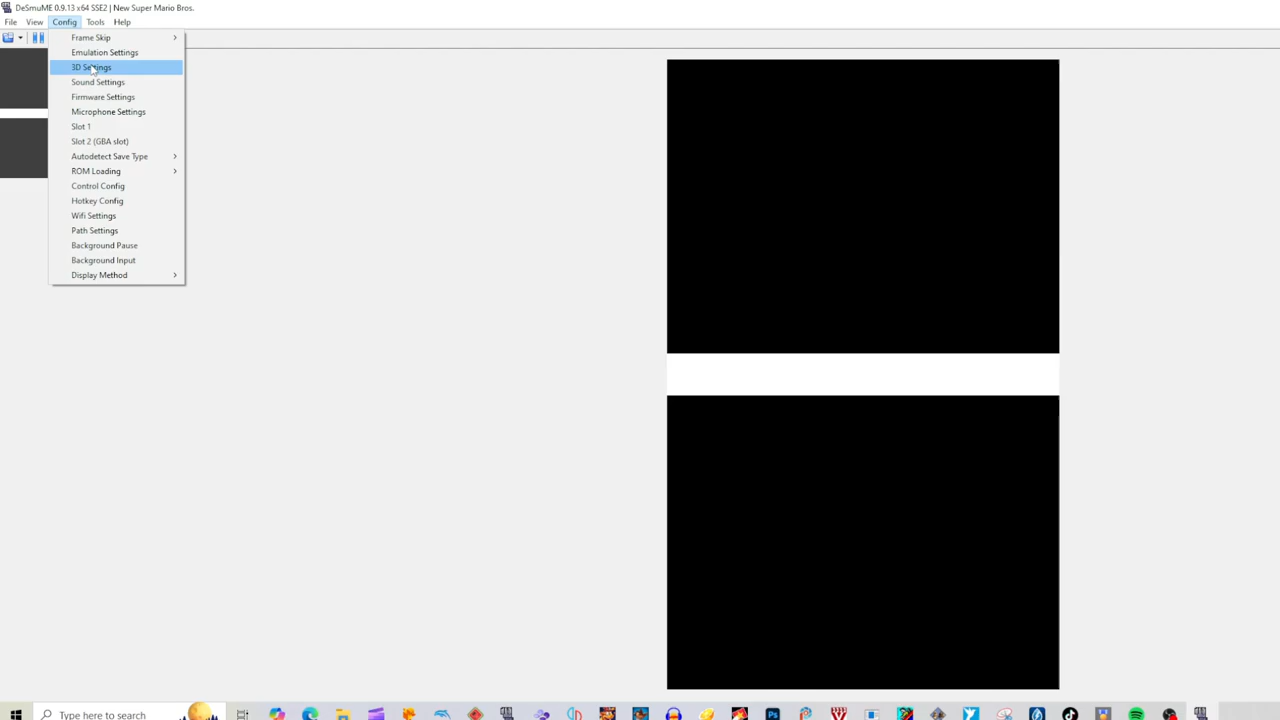 DeSmuME 0.9.13 x64 SSE2 | New Super Mario Bros.
File View Config Tools Help
Frame Skip
Emulation Settings
3D Settings
Sound Settings
Firmware Settings
Microphone Settings
Slot 1
Slot 2 (GBA slot)
Autodetect Save Type
ROM Loading
Control Config
Hotkey Config
Wifi Settings
Path Settings
Background Pause
Background Input
Display Method
Type here to search